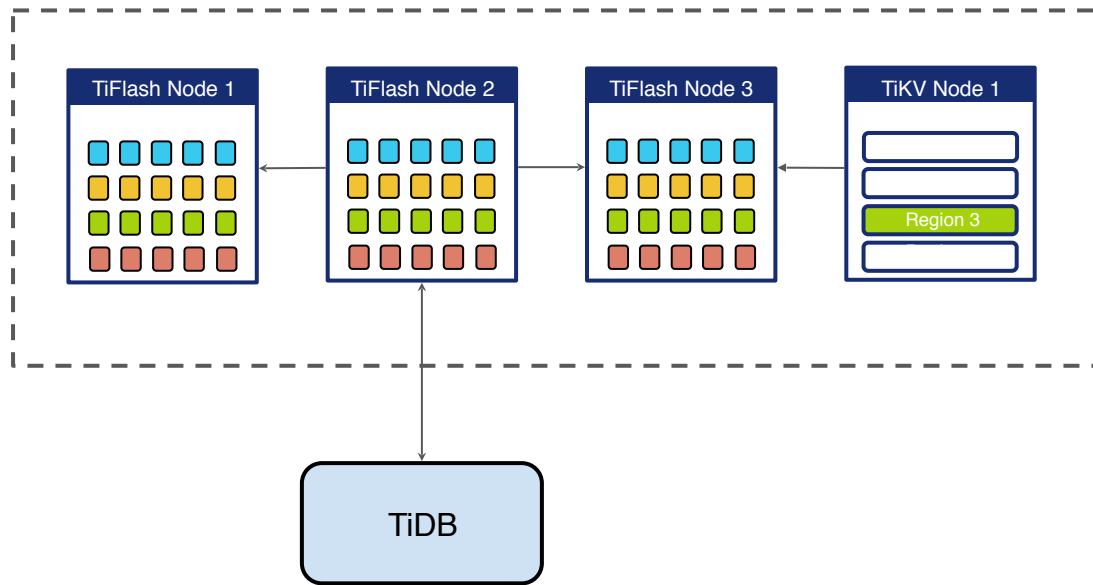 TiFlash Node 1
TiFlash Node 2
TiFlash Node 3
TiKV Node 1
Region 3
TiDB